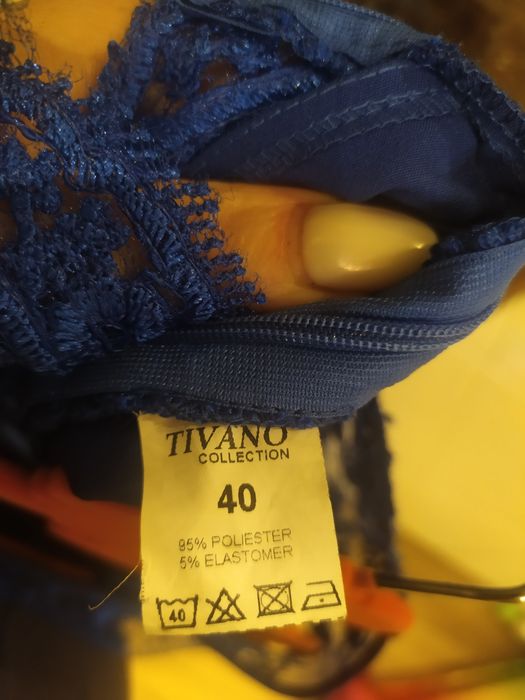 TIVANO
COLLECTION
40
95% POLIESTER
5% ELASTOMER
40